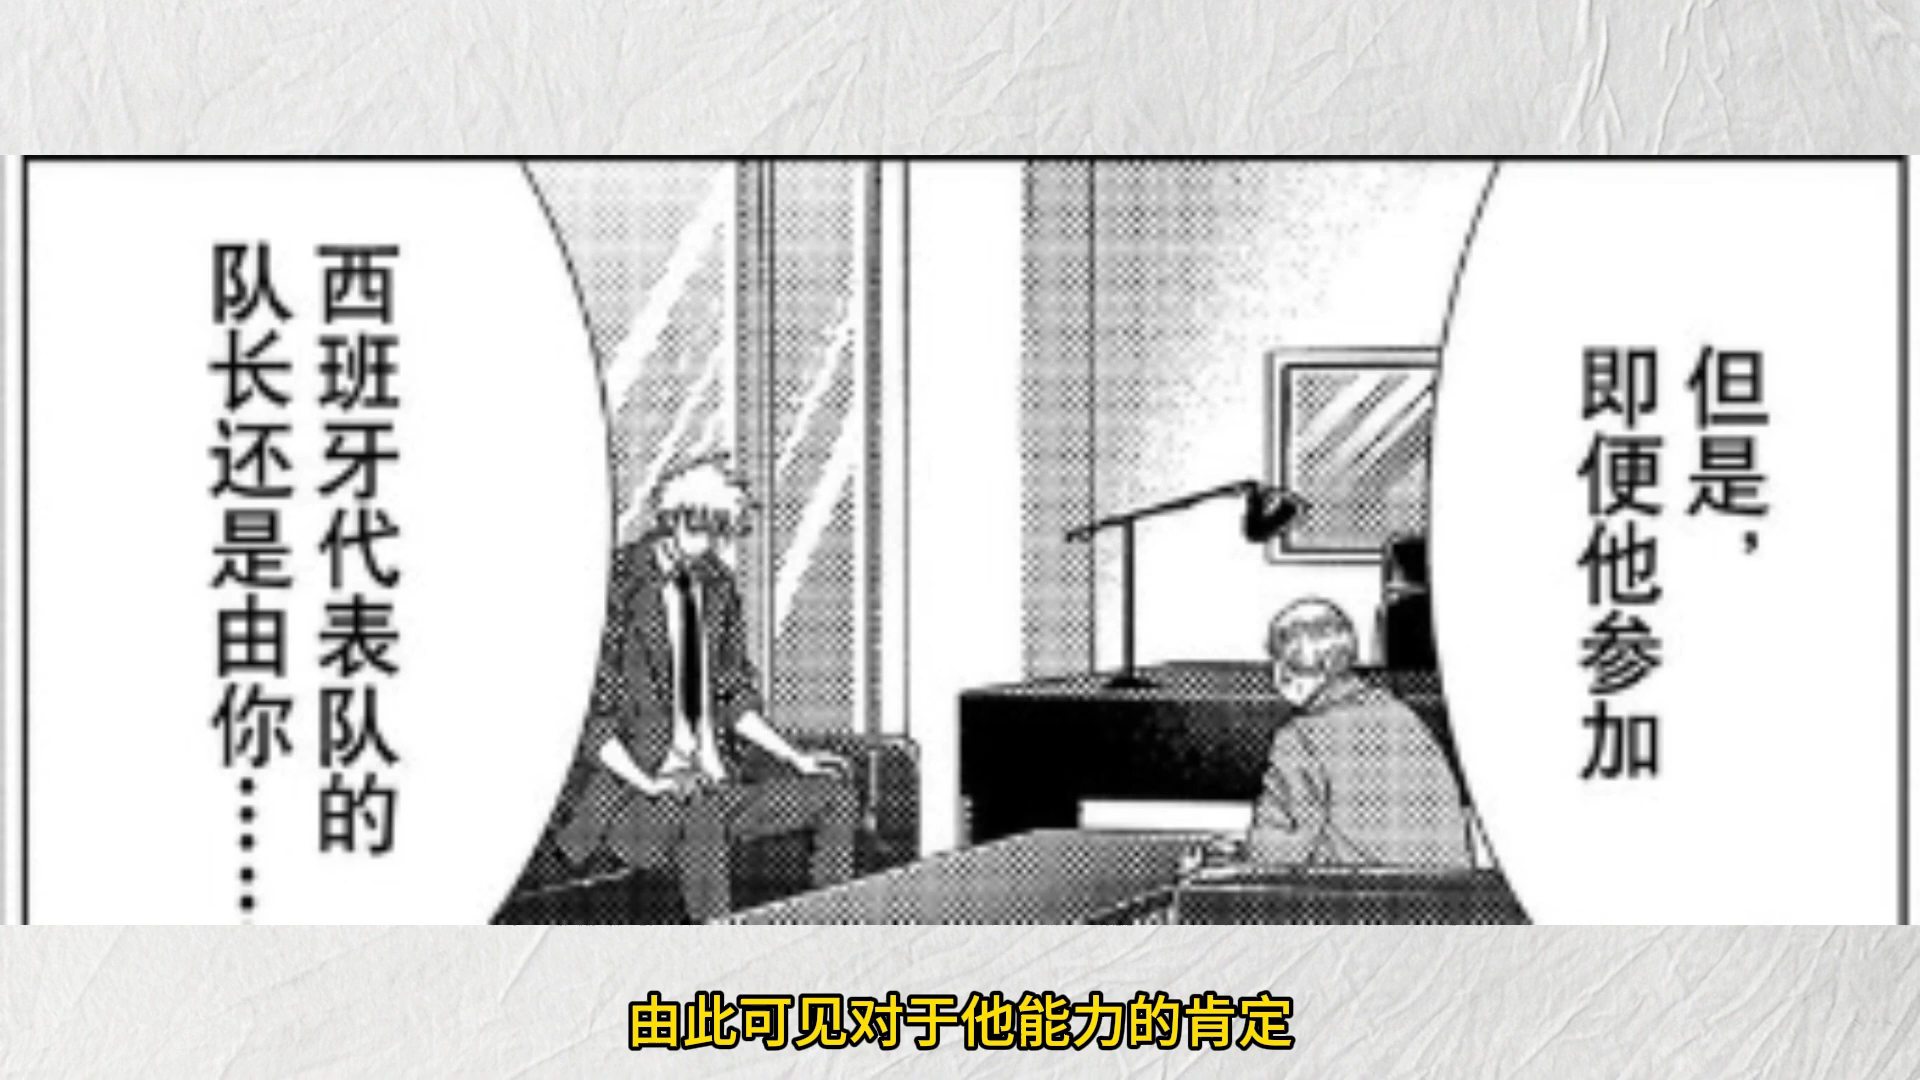 但是，
即便他参加
西班牙代表队的
队长还是由你……
由此可见对于他能力的肯定